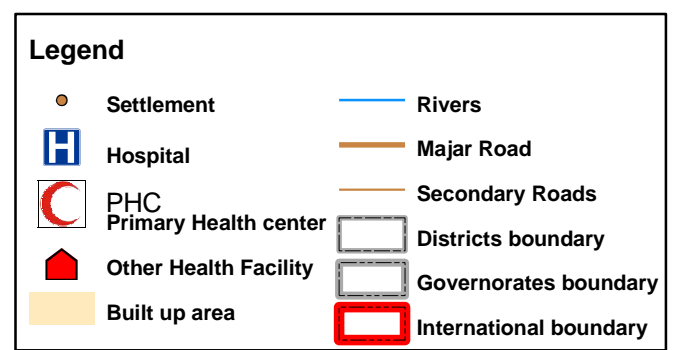 Legend
Settlement
Hospital
PHC
Primary Health center
Other Health Facility
Built up area
Rivers
Majar Road
Secondary Roads
Districts boundary
Governorates boundary
International boundary